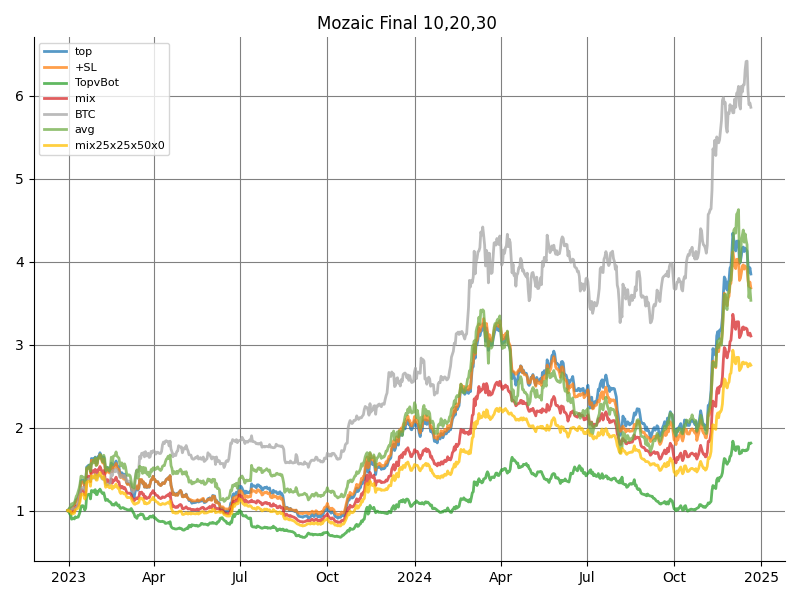 Mozaic Final 10,20,30
top
+SL
TopvBot
mix
BTC
avg
mix25x25x50x0
6
5
4
3
2
1
2023 Apr Jul Oct 2024 Apr Jul Oct 2025